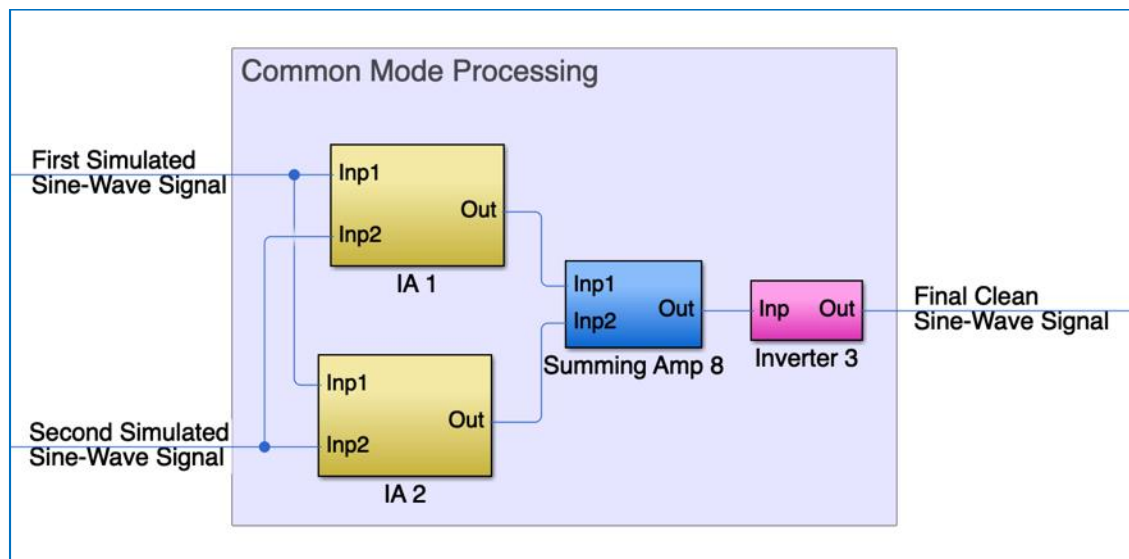 Common Mode Processing
First Simulated
Sine-Wave Signal
Inp1
Inp2
Out
IA 1
Inp1
Inp2
Out
Summing Amp 8
Inp
Out
Inverter 3
Final Clean
Sine-Wave Signal
Inp1
Inp2
Out
IA 2
Second Simulated
Sine-Wave Signal